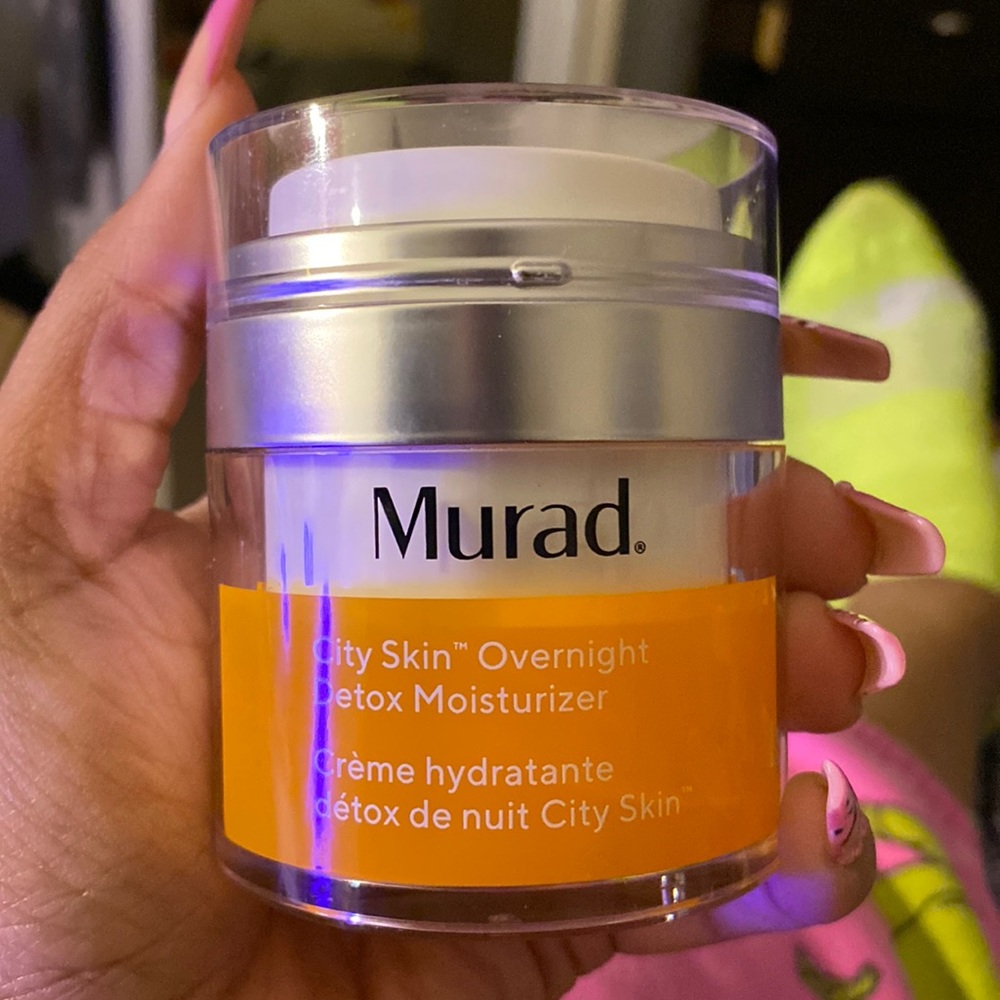 Murad®
City Skin™ Overnight
Detox Moisturizer
Crème hydratante
détox de nuit City Skin™